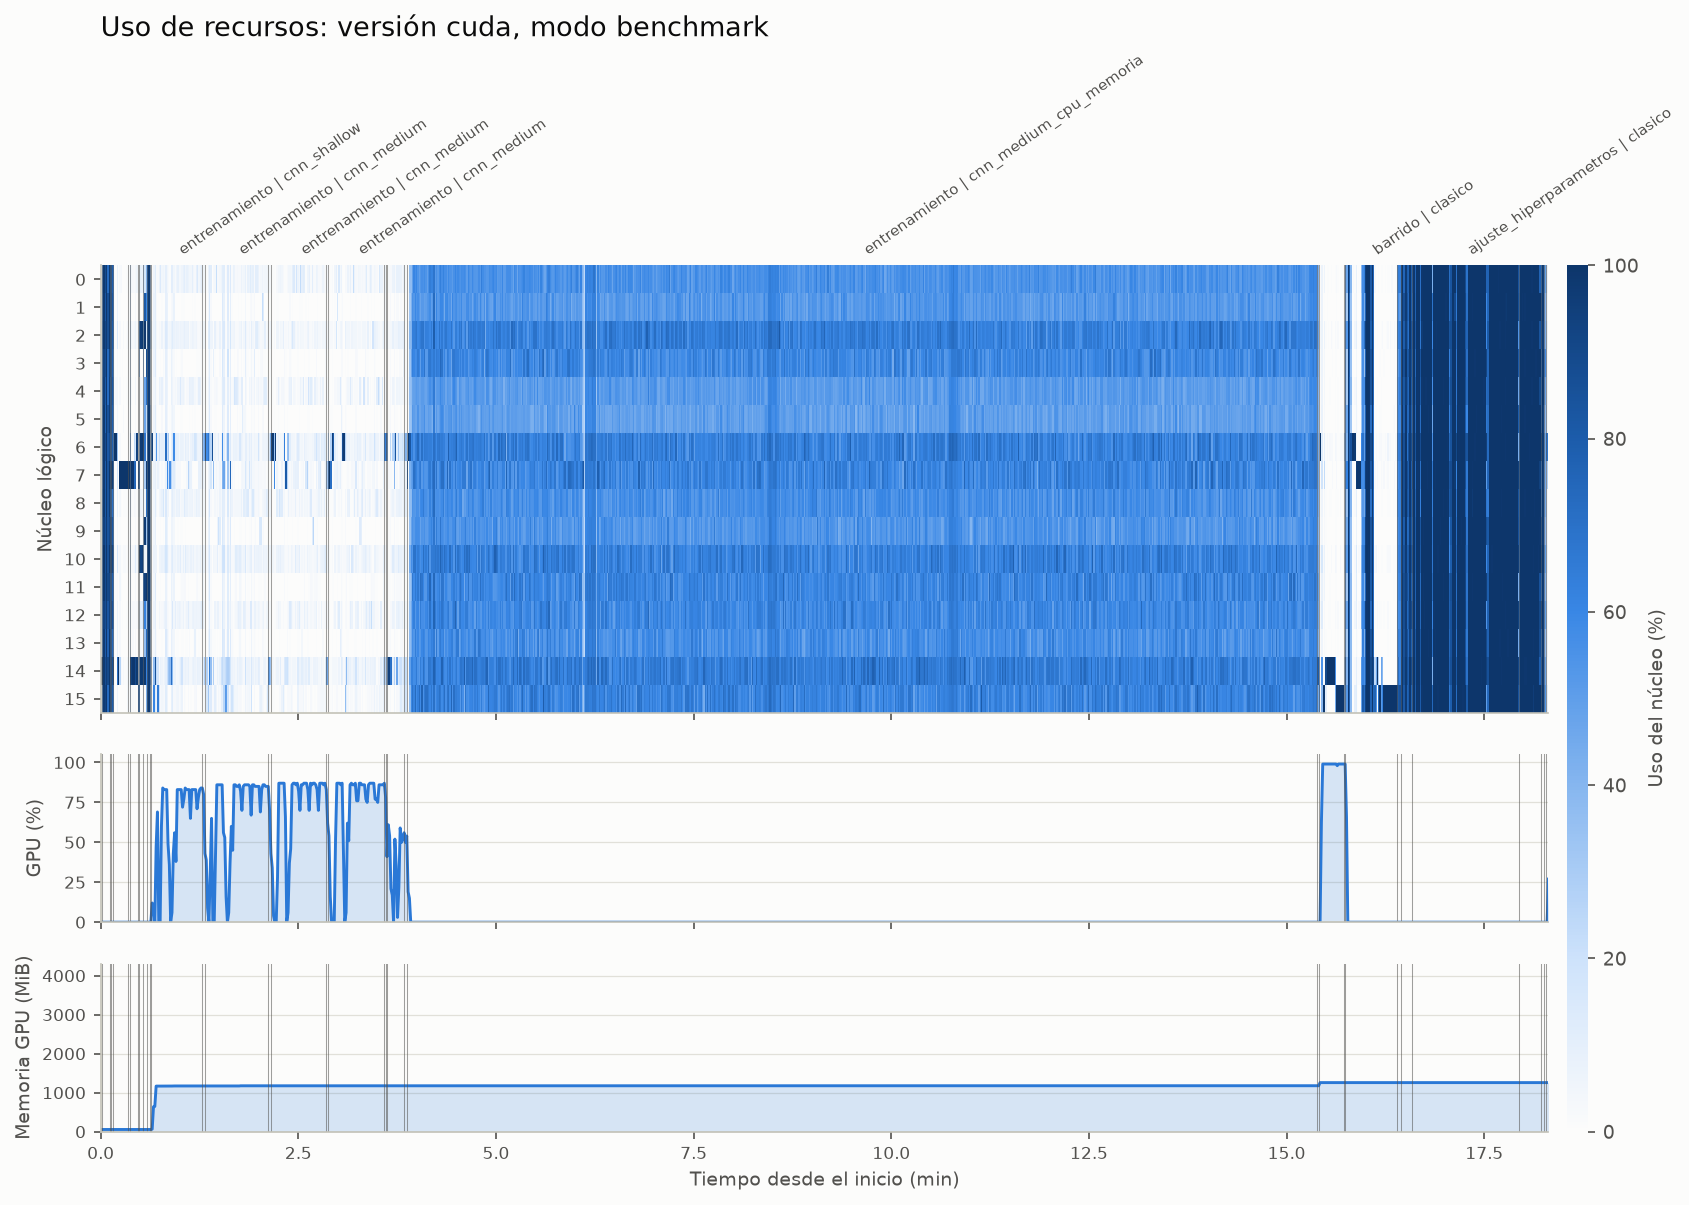 Uso de recursos: versión cuda, modo benchmark
entrenamiento | cnn_shallow
entrenamiento | cnn_medium
entrenamiento | cnn_medium
entrenamiento | cnn_medium
entrenamiento | cnn_medium_cpu_memoria
barrido | clasico
ajuste_hiperparametros | clasico
Núcleo lógico
0
1
2
3
4
5
6
7
8
9
10
11
12
13
14
15
100
80
60
40
20
0
Uso del núcleo (%)
GPU (%)
100
75
50
25
0
Memoria GPU (MiB)
4000
3000
2000
1000
0
0.0 2.5 5.0 7.5 10.0 12.5 15.0 17.5
Tiempo desde el inicio (min)